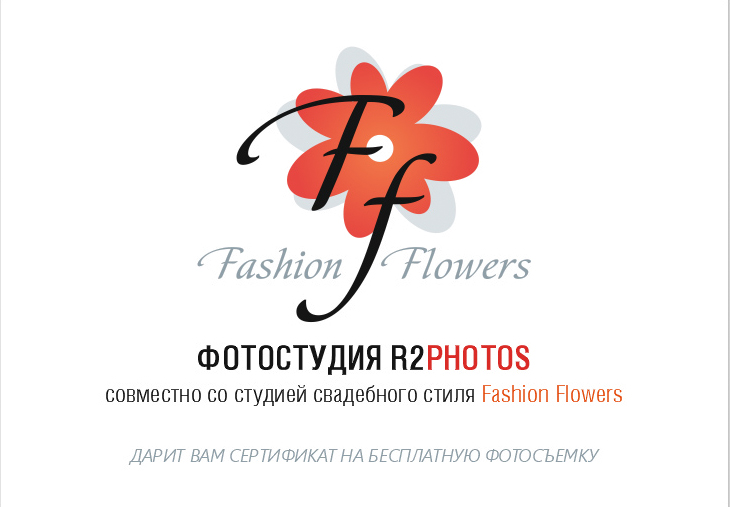 Ff
Fashion Flowers
ФОТОСТУДИЯ R2PHOTOS
совместно со студией свадебного стиля Fashion Flowers
ДАРИТ ВАМ СЕРТИФИКАТ НА БЕСПЛАТНУЮ ФОТОСЪЕМКУ